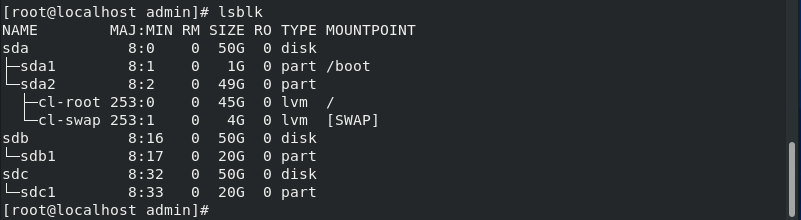 [root@localhost admin]# lsblk
NAME        MAJ:MIN RM SIZE RO TYPE MOUNTPOINT
sda           8:0    0  50G  0 disk
├─sda1        8:1    0   1G  0 part /boot
└─sda2        8:2    0  49G  0 part
  ├─cl-root 253:0    0  45G  0 lvm  /
  └─cl-swap 253:1    0   4G  0 lvm  [SWAP]
sdb           8:16   0  50G  0 disk
└─sdb1        8:17   0  20G  0 part
sdc           8:32   0  50G  0 disk
└─sdc1        8:33   0  20G  0 part
[root@localhost admin]#